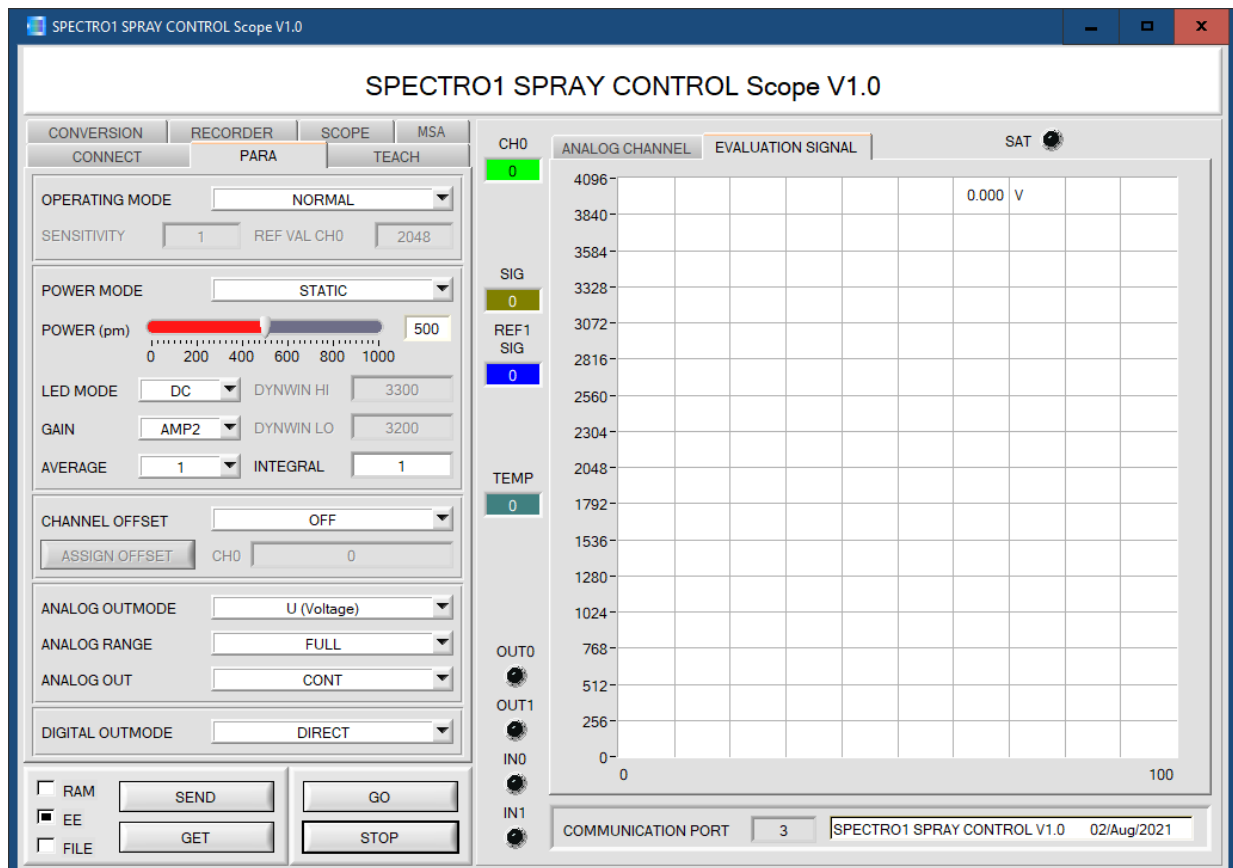 SPECTRO1 SPRAY CONTROL Scope V1.0
SPECTRO1 SPRAY CONTROL Scope V1.0
CONVERSION RECORDER SCOPE MSA
CONNECT PARA TEACH
OPERATING MODE NORMAL
SENSITIVITY 1 REF VAL CH0 2048
POWER MODE STATIC
POWER (pm) 500
0 200 400 600 800 1000
LED MODE DC DYNWIN HI 3300
GAIN AMP2 DYNWIN LO 3200
AVERAGE 1 INTEGRAL 1
CHANNEL OFFSET OFF
ASSIGN OFFSET CH0 0
ANALOG OUTMODE U (Voltage)
ANALOG RANGE FULL
ANALOG OUT CONT
DIGITAL OUTMODE DIRECT
RAM
EE
FILE
SEND
GET
GO
STOP
CH0
0
SIG
0
REF1
SIG
0
TEMP
0
OUT0
OUT1
IN0
IN1
ANALOG CHANNEL EVALUATION SIGNAL
SAT
0.000 V
4096
3840
3584
3328
3072
2816
2560
2304
2048
1792
1536
1280
1024
768
512
256
0
0 100
COMMUNICATION PORT 3 SPECTRO1 SPRAY CONTROL V1.0 02/Aug/2021